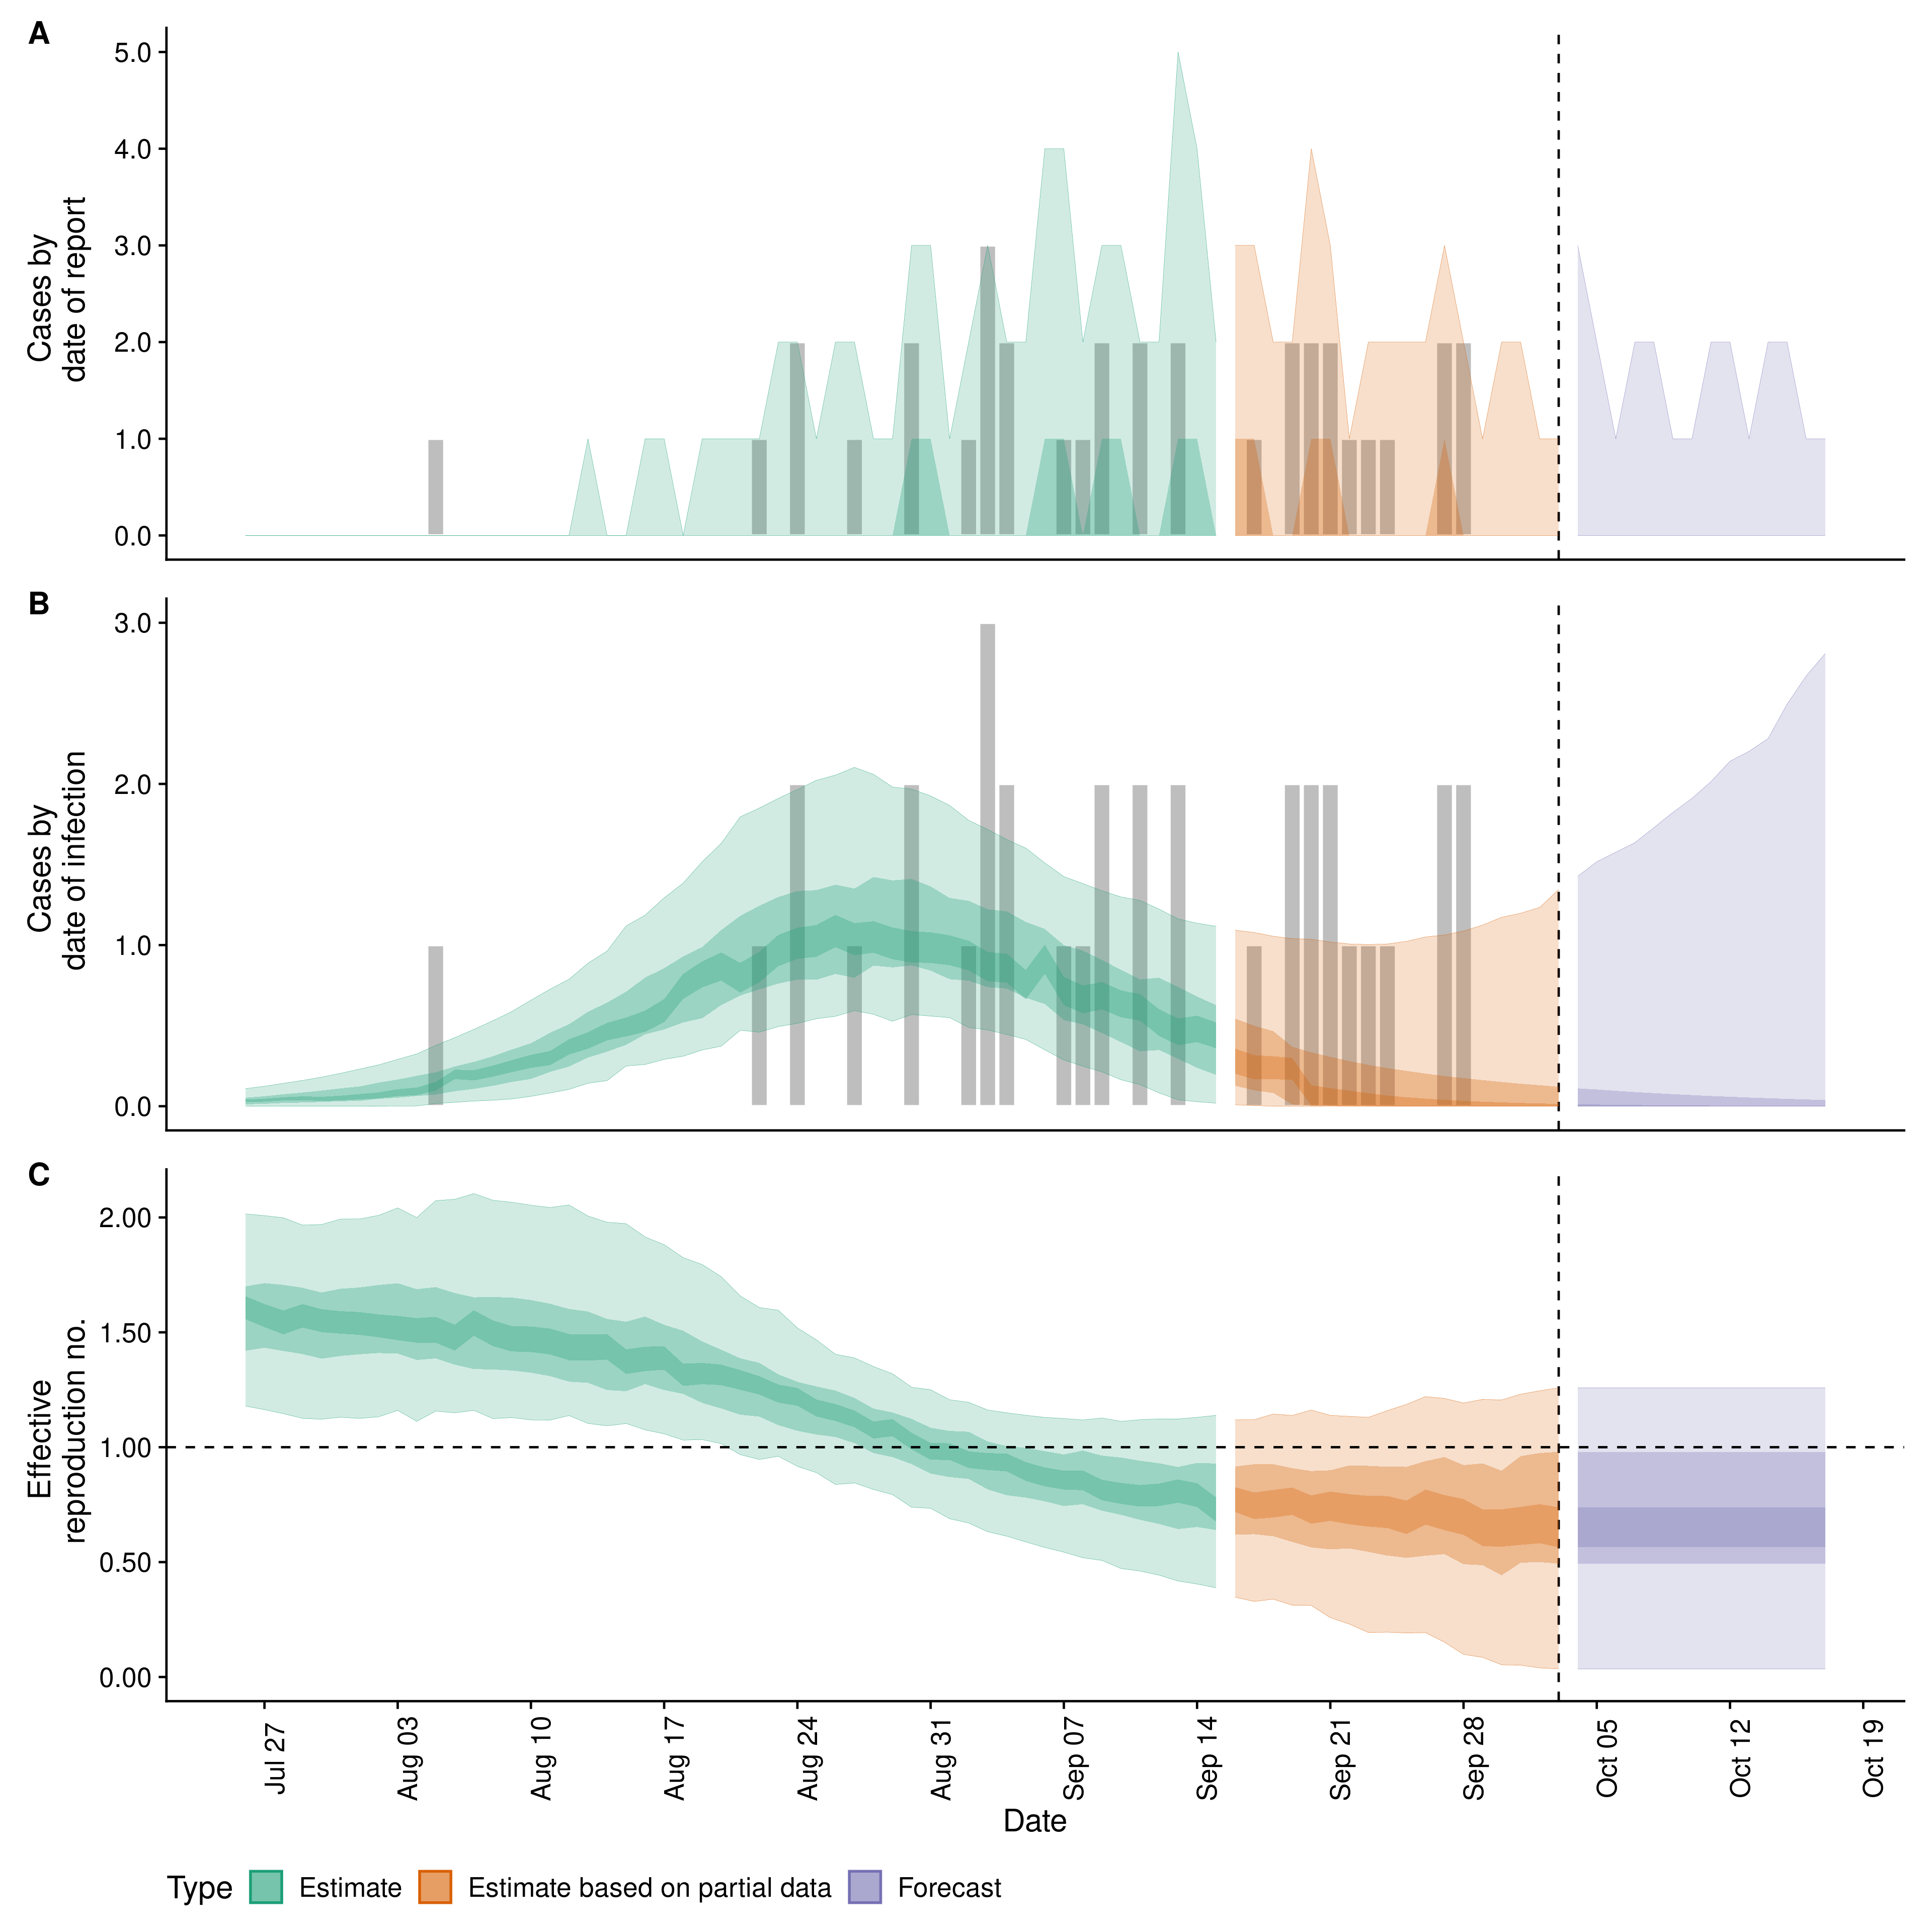 A
5.0
4.0
3.0
2.0
1.0
0.0
Cases by
date of report
B
3.0
2.0
1.0
0.0
Cases by
date of infection
C
2.00
1.50
1.00
0.50
0.00
Effective
reproduction no.
Jul 27
Aug 03
Aug 10
Aug 17
Aug 24
Aug 31
Sep 07
Sep 14
Sep 21
Sep 28
Oct 05
Oct 12
Oct 19
Date
Type Estimate Estimate based on partial data Forecast